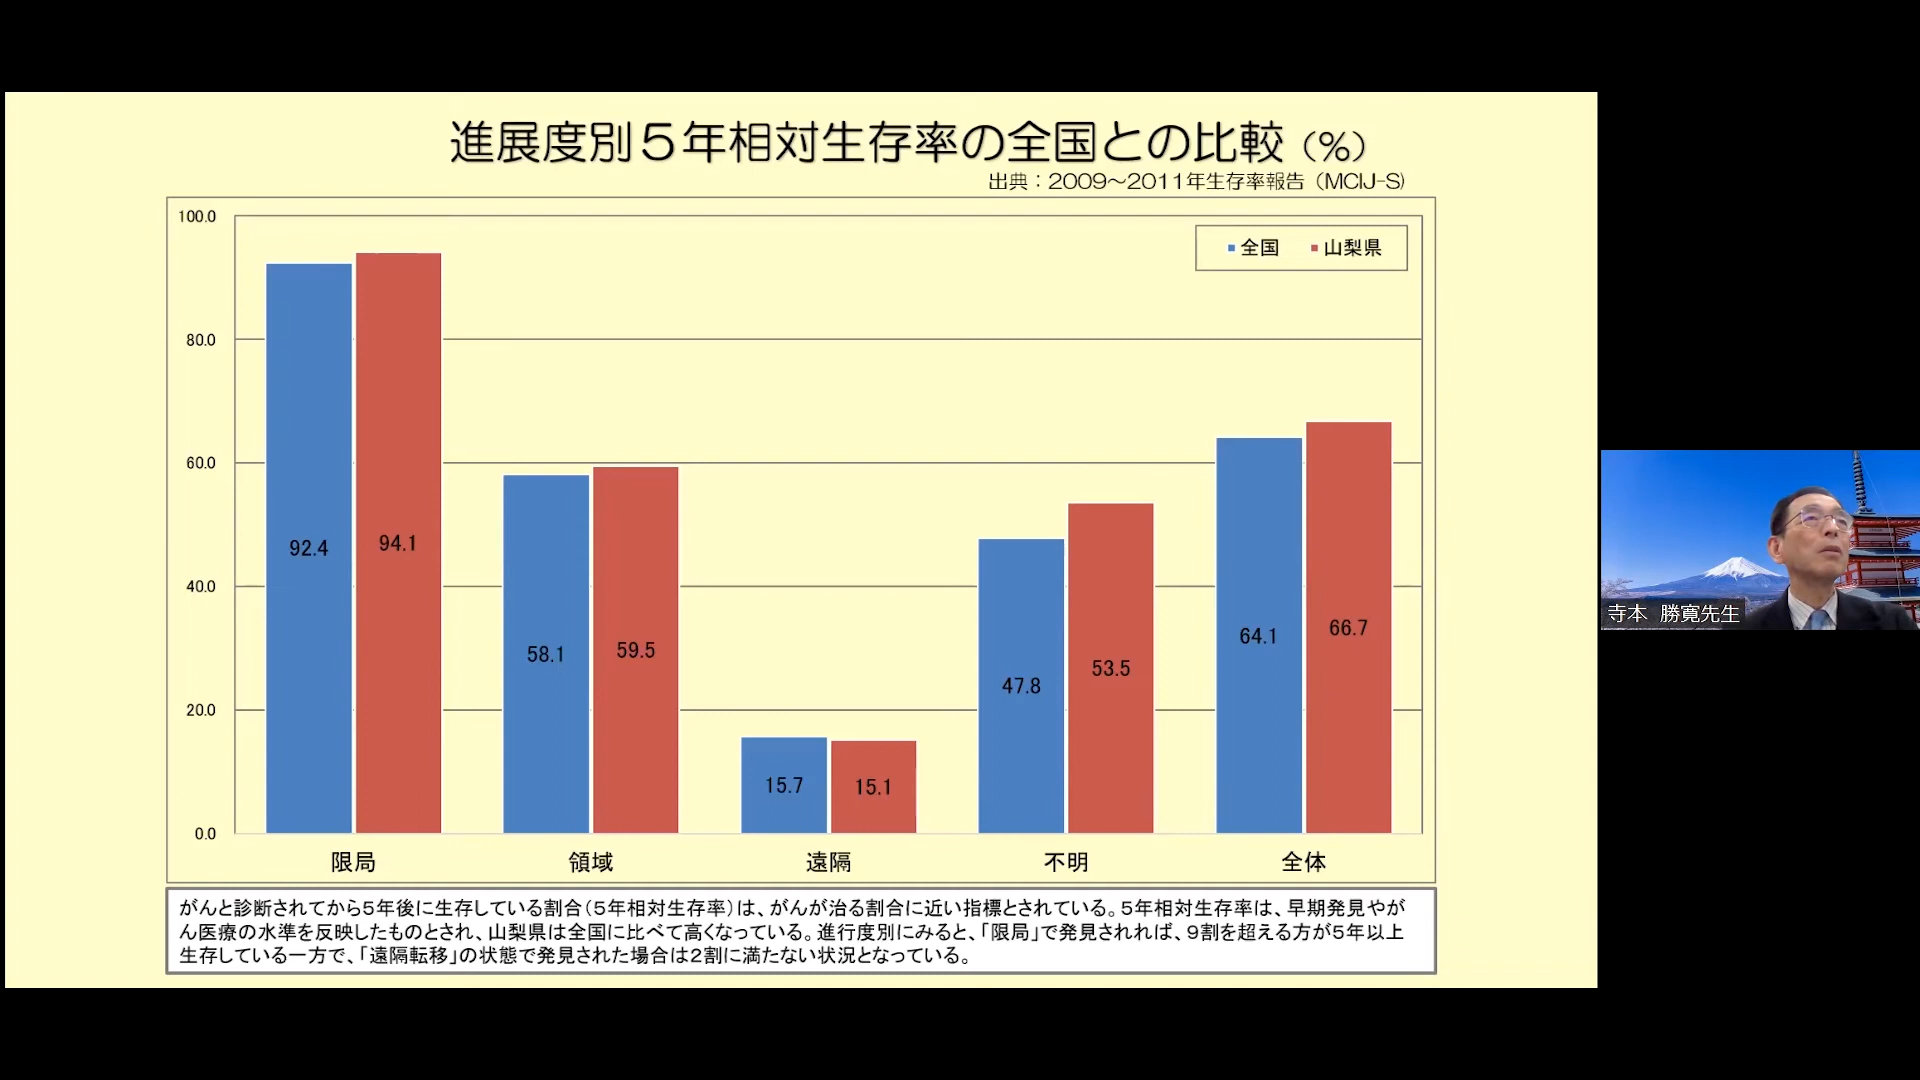 進展度別５年相対生存率の全国との比較（%）
出典：2009～2011年生存率報告（MCIJ-S)
100.0
80.0
60.0
40.0
20.0
0.0
全国 山梨県
92.4 94.1
58.1 59.5
15.7 15.1
47.8 53.5
64.1 66.7
限局 領域 遠隔 不明 全体
がんと診断されてから５年後に生存している割合（５年相対生存率）は、がんが治る割合に近い指標とされている。５年相対生存率は、早期発見やが
ん医療の水準を反映したものとされ、山梨県は全国に比べて高くなっている。進行度別にみると、「限局」で発見されれば、９割を超える方が５年以上
生存している一方で、「遠隔転移」の状態で発見された場合は２割に満たない状況となっている。
寺本 勝寛先生